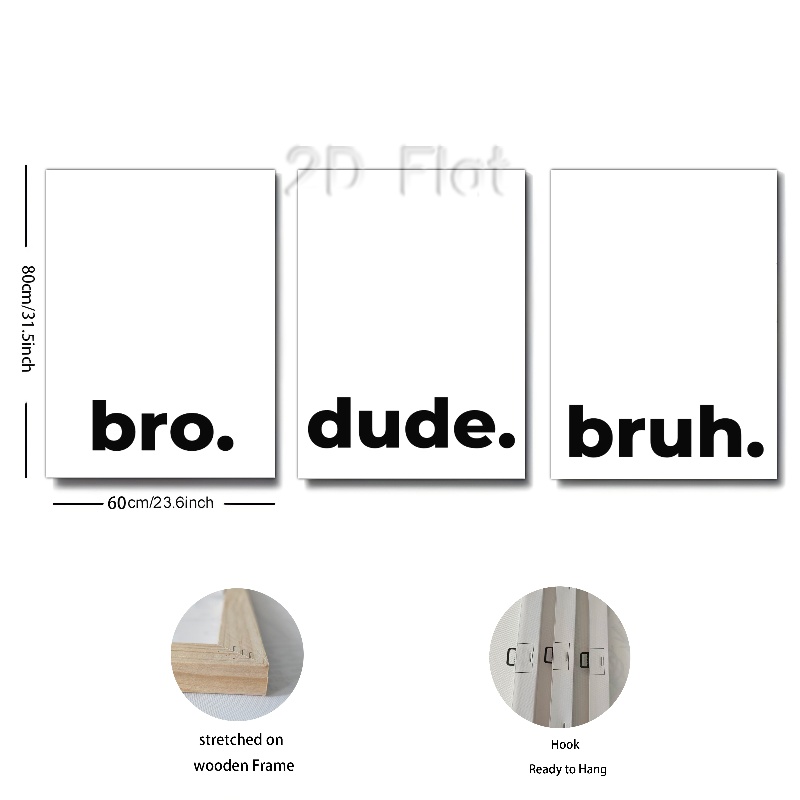 2D Flat
80cm/31.5inch
bro.
dude.
bruh.
60cm/23.6inch
stretched on
wooden Frame
Hook
Ready to Hang